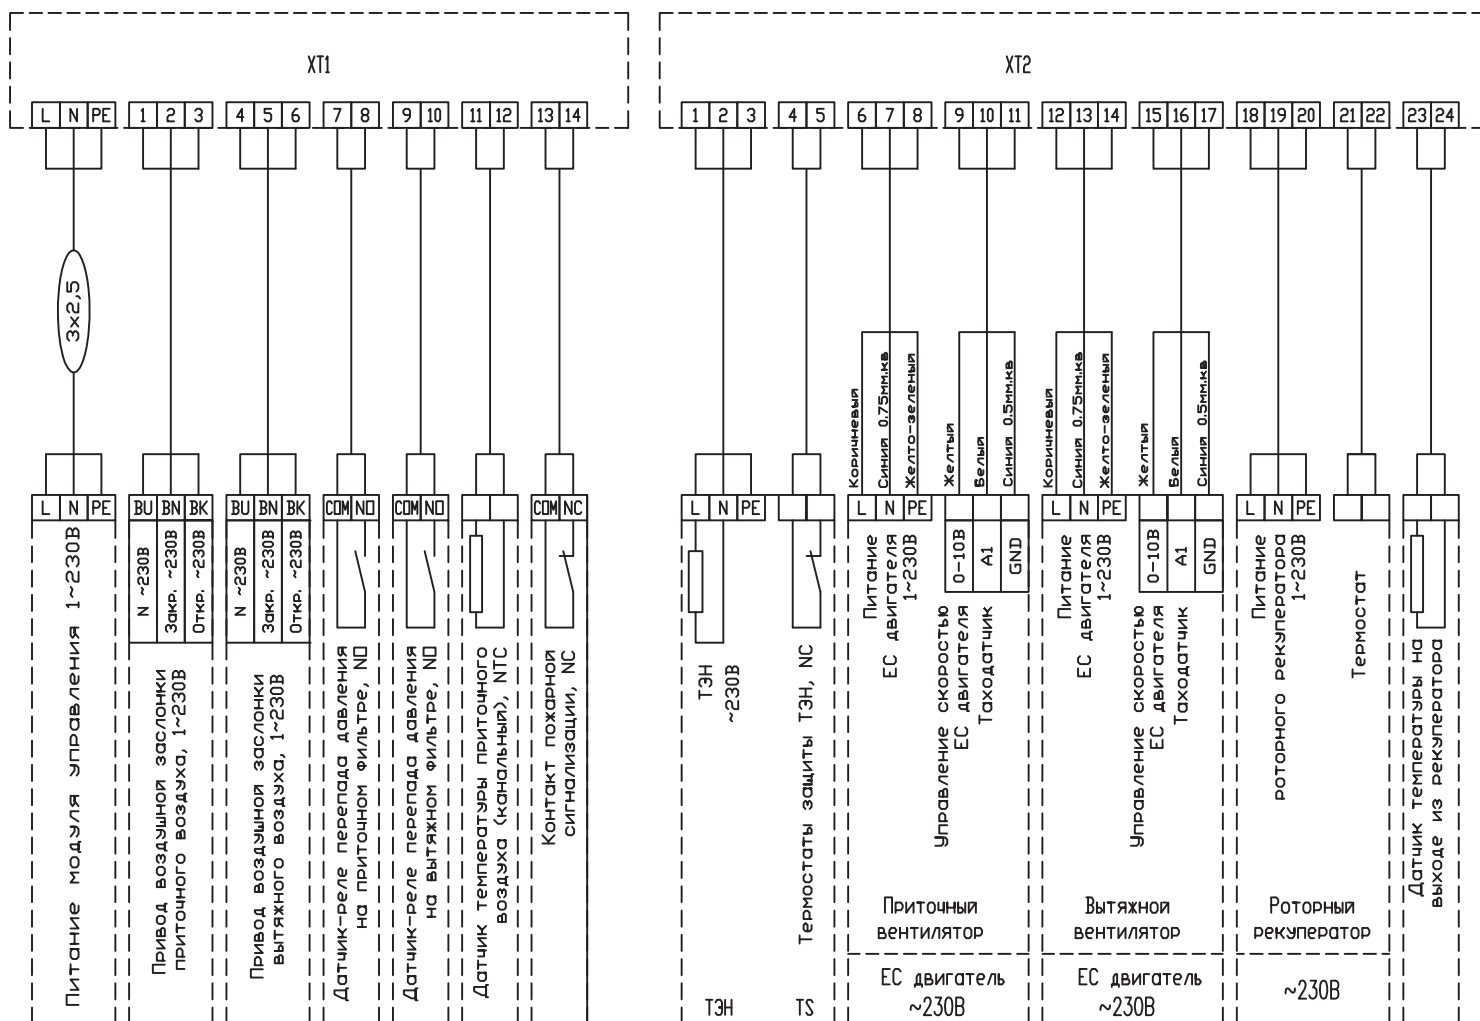 XT1
XT2
L N PE
1 2 3
4 5 6
7 8
9 10
11 12
13 14
1 2 3
4 5
6 7 8
9 10 11
12 13 14
15 16 17
18 19 20
21 22
23 24
3x2,5
Коричневый
Синий 0.75мм.кв
Желто-зеленый
Желтый
Белый
Синий 0.5мм.кв
Коричневый
Синий 0.75мм.кв
Желто-зеленый
Желтый
Белый
Синий 0.5мм.кв
L N PE
BU BN BK
BU BN BK
COM NO
COM NO
COM NC
L N PE
L N PE
L N PE
L N PE
Питание модуля управления 1~230В
N ~230В
Закр. ~230В
Откр. ~230В
Привод воздушной заслонки
приточного воздуха, 1~230В
N ~230В
Закр. ~230В
Откр. ~230В
Привод воздушной заслонки
вытяжного воздуха, 1~230В
Датчик-реле перепада давления
на приточном фильтре, NO
Датчик-реле перепада давления
на вытяжном фильтре, NO
Датчик температуры приточного
воздуха (канальный), NTC
Контакт пожарной
сигнализации, NC
ТЭН
~230В
Термостаты защиты ТЭН, NC
Питание
EC двигателя
1~230В
0-10В
A1
GND
Управление скоростью
EC двигателя
Таходатчик
Питание
EC двигателя
1~230В
0-10В
A1
GND
Управление скоростью
EC двигателя
Таходатчик
Питание
роторного рекуператора
1~230В
Термостат
Датчик температуры на
выходе из рекуператора
Приточный
вентилятор
Вытяжной
вентилятор
Роторный
рекуператор
ТЭН
TS
EC двигатель
~230В
EC двигатель
~230В
~230В